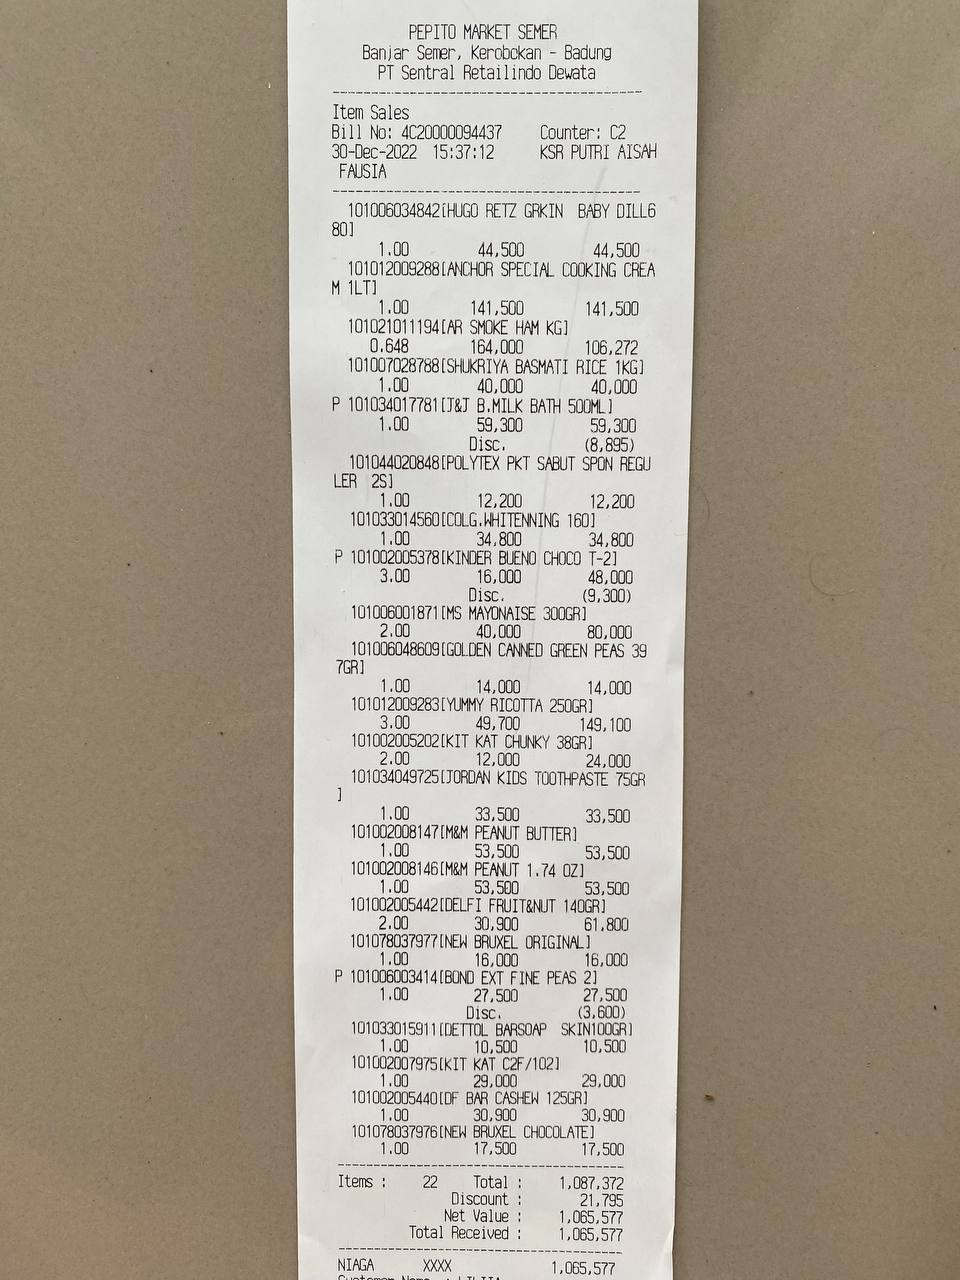 PEPITO MARKET SEMER
Banjar Semer, Kerobokan - Badung
PT Sentral Retailindo Dewata
Item Sales
Bill No: 4C20000094437 Counter: C2
30-Dec-2022 15:37:12 KSR PUTRI AISAH
FAUSIA
101006034842[HUGO RETZ GRKIN BABY DILL6
80]
1.00 44,500 44,500
101012009288[ANCHOR SPECIAL COOKING CREA
M 1LT]
1.00 141,500 141,500
101021011194[AR SMOKE HAM KG]
0.648 164,000 106,272
101007028788[SHUKRIYA BASMATI RICE 1KG]
1.00 40,000 40,000
P 101034017781[J&J B.MILK BATH 500ML]
1.00 59,300 59,300
Disc. (8,895)
101044020848[POLYTEX PKT SABUT SPON REGU
LER 2S]
1.00 12,200 12,200
101033014560[COLG.WHITENNING 160]
1.00 34,800 34,800
P 101002005378[KINDER BUENO CHOCO T-2]
3.00 16,000 48,000
Disc. (9,300)
101006001871[MS MAYONAISE 300GR]
2.00 40,000 80,000
101006048609[GOLDEN CANNED GREEN PEAS 39
7GR]
1.00 14,000 14,000
101012009283[YUMMY RICOTTA 250GR]
3.00 49,700 149,100
101002005202[KIT KAT CHUNKY 38GR]
2.00 12,000 24,000
101034049725[JORDAN KIDS TOOTHPASTE 75GR
]
1.00 33,500 33,500
101002008147[M&M PEANUT BUTTER]
1.00 53,500 53,500
101002008146[M&M PEANUT 1.74 OZ]
1.00 53,500 53,500
101002005442[DELFI FRUIT&NUT 140GR]
2.00 30,900 61,800
101078037977[NEW BRUXEL ORIGINAL]
1.00 16,000 16,000
P 101006003414[BOND EXT FINE PEAS 2]
1.00 27,500 27,500
Disc. (3,600)
101033015911[DETTOL BARSOAP SKIN100GR]
1.00 10,500 10,500
101002007975[KIT KAT C2F/102]
1.00 29,000 29,000
101002005440[DF BAR CASHEW 125GR]
1.00 30,900 30,900
101078037976[NEW BRUXEL CHOCOLATE]
1.00 17,500 17,500
Items : 22 Total : 1,087,372
Discount : 21,795
Net Value : 1,065,577
Total Received : 1,065,577
NIAGA XXXX 1,065,577
Customer Name :